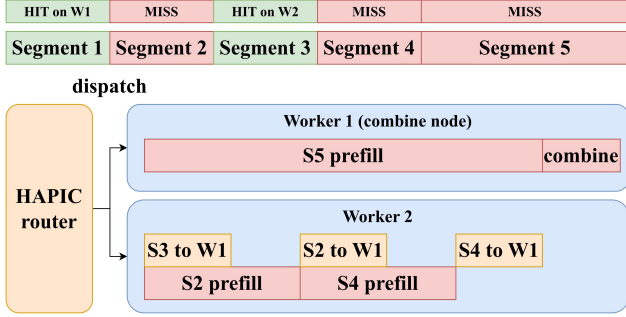 HIT on W1 MISS HIT on W2 MISS MISS
Segment 1 Segment 2 Segment 3 Segment 4 Segment 5
dispatch
HAPIC
router
Worker 1 (combine node)
S5 prefill combine
Worker 2
S3 to W1 S2 to W1 S4 to W1
S2 prefill S4 prefill